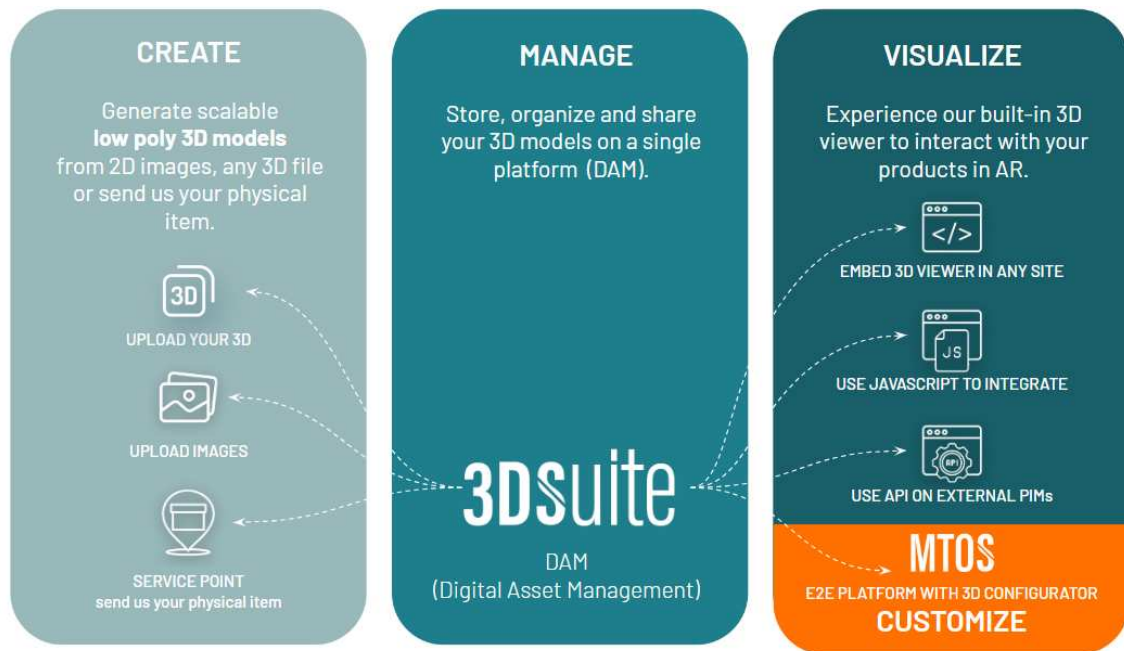 CREATE
Generate scalable
low poly 3D models
from 2D images, any 3D file
or send us your physical
item.
3D
UPLOAD YOUR 3D
UPLOAD IMAGES
SERVICE POINT
send us your physical item
MANAGE
Store, organize and share
your 3D models on a single
platform (DAM).
3DSuite
DAM
(Digital Asset Management)
VISUALIZE
Experience our built-in 3D
viewer to interact with your
products in AR.
</>
EMBED 3D VIEWER IN ANY SITE
JS
USE JAVASCRIPT TO INTEGRATE
API
USE API ON EXTERNAL PIMs
MTOS
E2E PLATFORM WITH 3D CONFIGURATOR
CUSTOMIZE